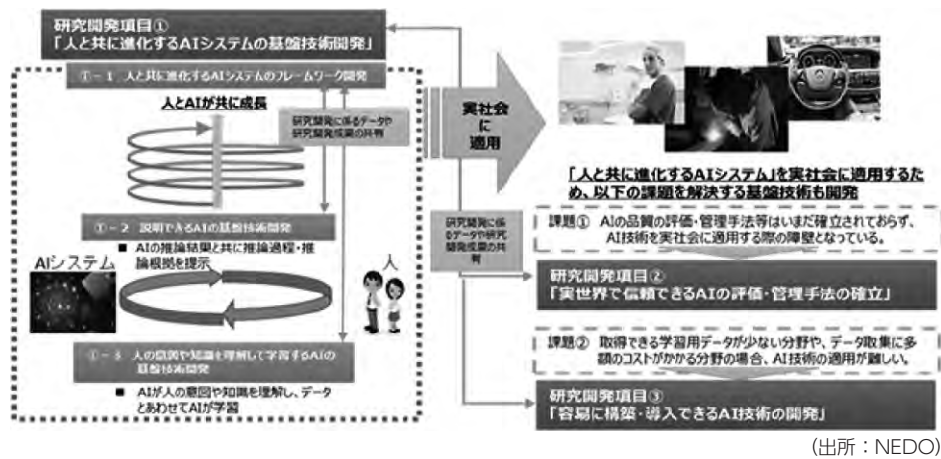 研究開発項目①
「人と共に進化するAIシステムの基盤技術開発」
①-1 人と共に進化するAIシステムのフレームワーク開発
人とAIが共に成長
研究開発に係るデータや
研究開発成果の共有
①-2 説明できるAIの基盤技術開発
■ AIの推論結果と共に推論過程・推
論根拠を提示
AIシステム
人
①-3 人の意図や知識を理解して学習するAIの
基盤技術開発
■ AIが人の意図や知識を理解し、データ
とあわせてAIが学習
実社会
に
適用
研究開発に係
るデータや研究
開発成果の共
有
「人と共に進化するAIシステム」を実社会に適用するた
め、以下の課題を解決する基盤技術も開発
課題① AIの品質の評価・管理手法等はいまだ確立されておらず、
AI技術を実社会に適用する際の障壁となっている。
研究開発項目②
「実世界で信頼できるAIの評価・管理手法の確立」
課題② 取得できる学習用データが少ない分野や、データ収集に多
額のコストがかかる分野の場合、AI技術の適用が難しい。
研究開発項目③
「容易に構築・導入できるAI技術の開発」
(出所：NEDO)